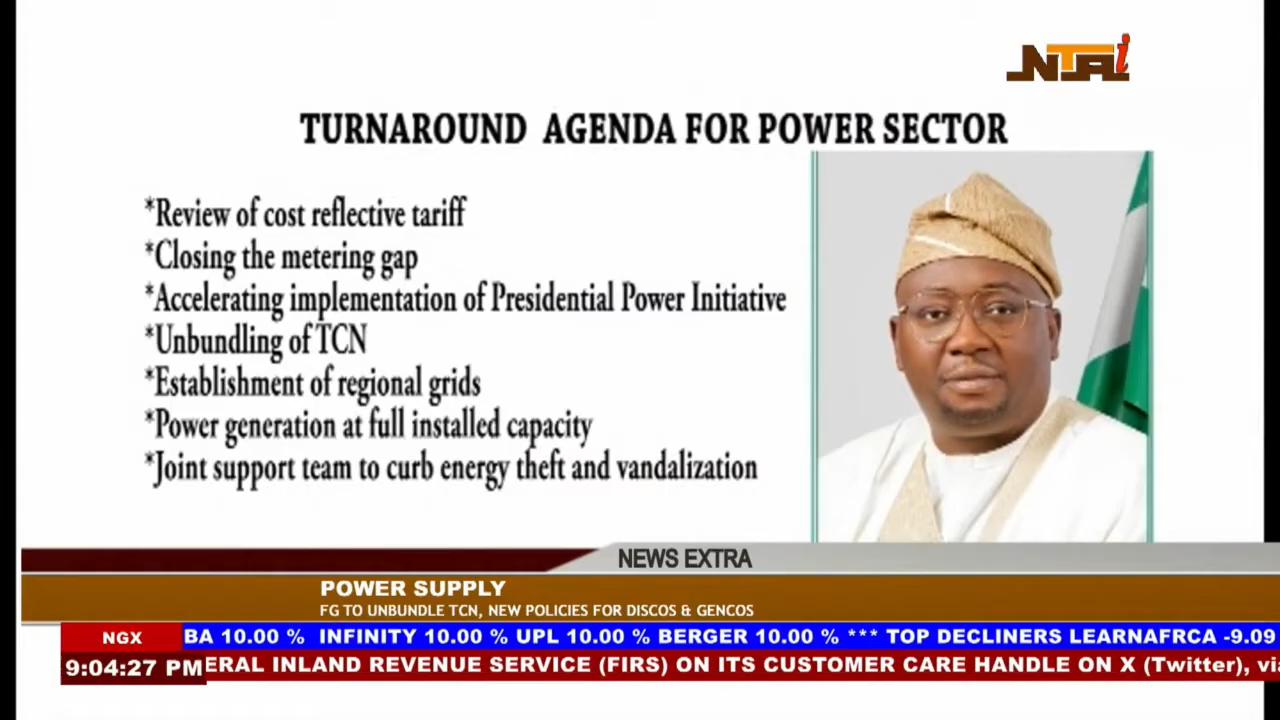 NTAi
TURNAROUND AGENDA FOR POWER SECTOR
*Review of cost reflective tariff
*Closing the metering gap
*Accelerating implementation of Presidential Power Initiative
*Unbundling of TCN
*Establishment of regional grids
*Power generation at full installed capacity
*Joint support team to curb energy theft and vandalization
NEWS EXTRA
POWER SUPPLY
FG TO UNBUNDLE TCN, NEW POLICIES FOR DISCOS & GENCOS
NGX BA 10.00 % INFINITY 10.00 % UPL 10.00 % BERGER 10.00 % *** TOP DECLINERS LEARNAFRCA -9.09
9:04:27 PM ERAL INLAND REVENUE SERVICE (FIRS) ON ITS CUSTOMER CARE HANDLE ON X (Twitter), via